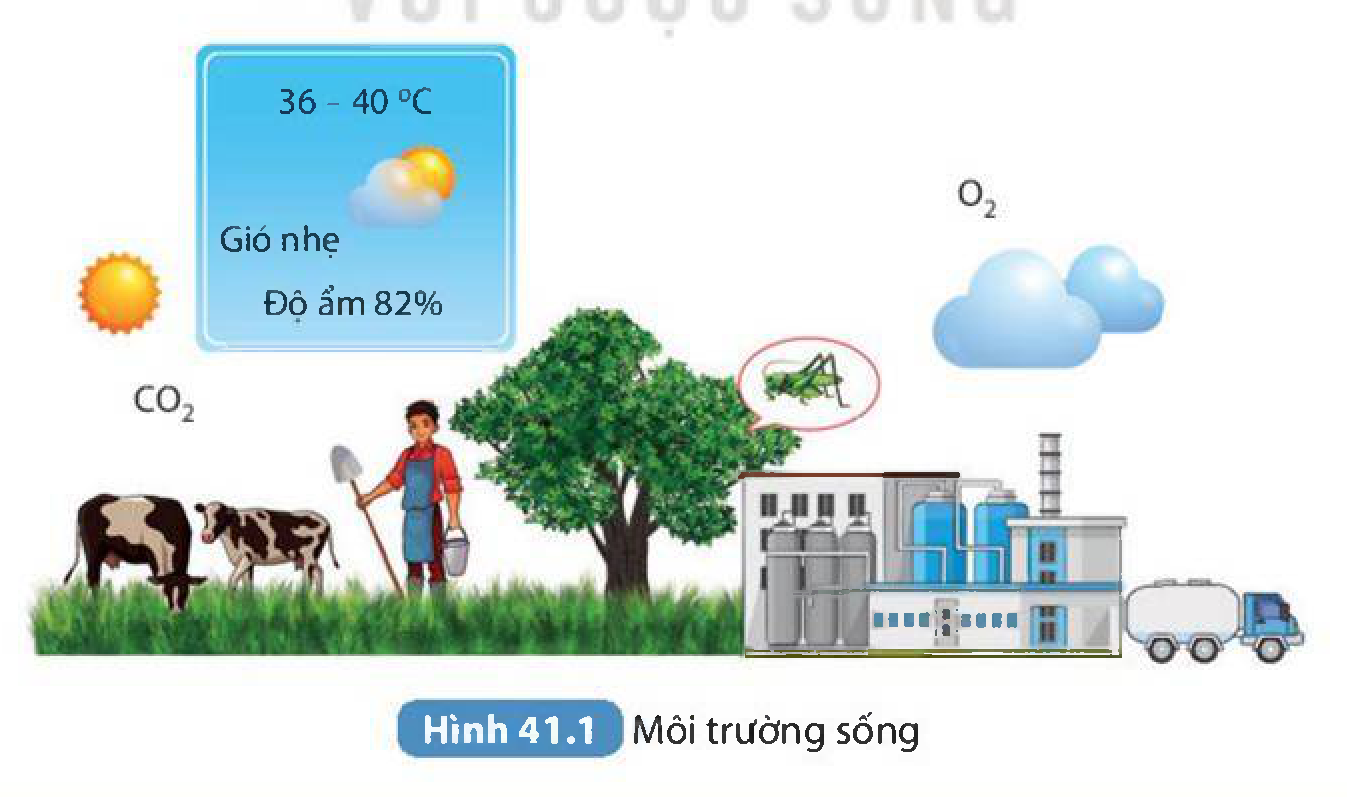 36 – 40 °C
Gió nhẹ
Độ ẩm 82%
O₂
CO₂
Hình 41.1 Môi trường sống